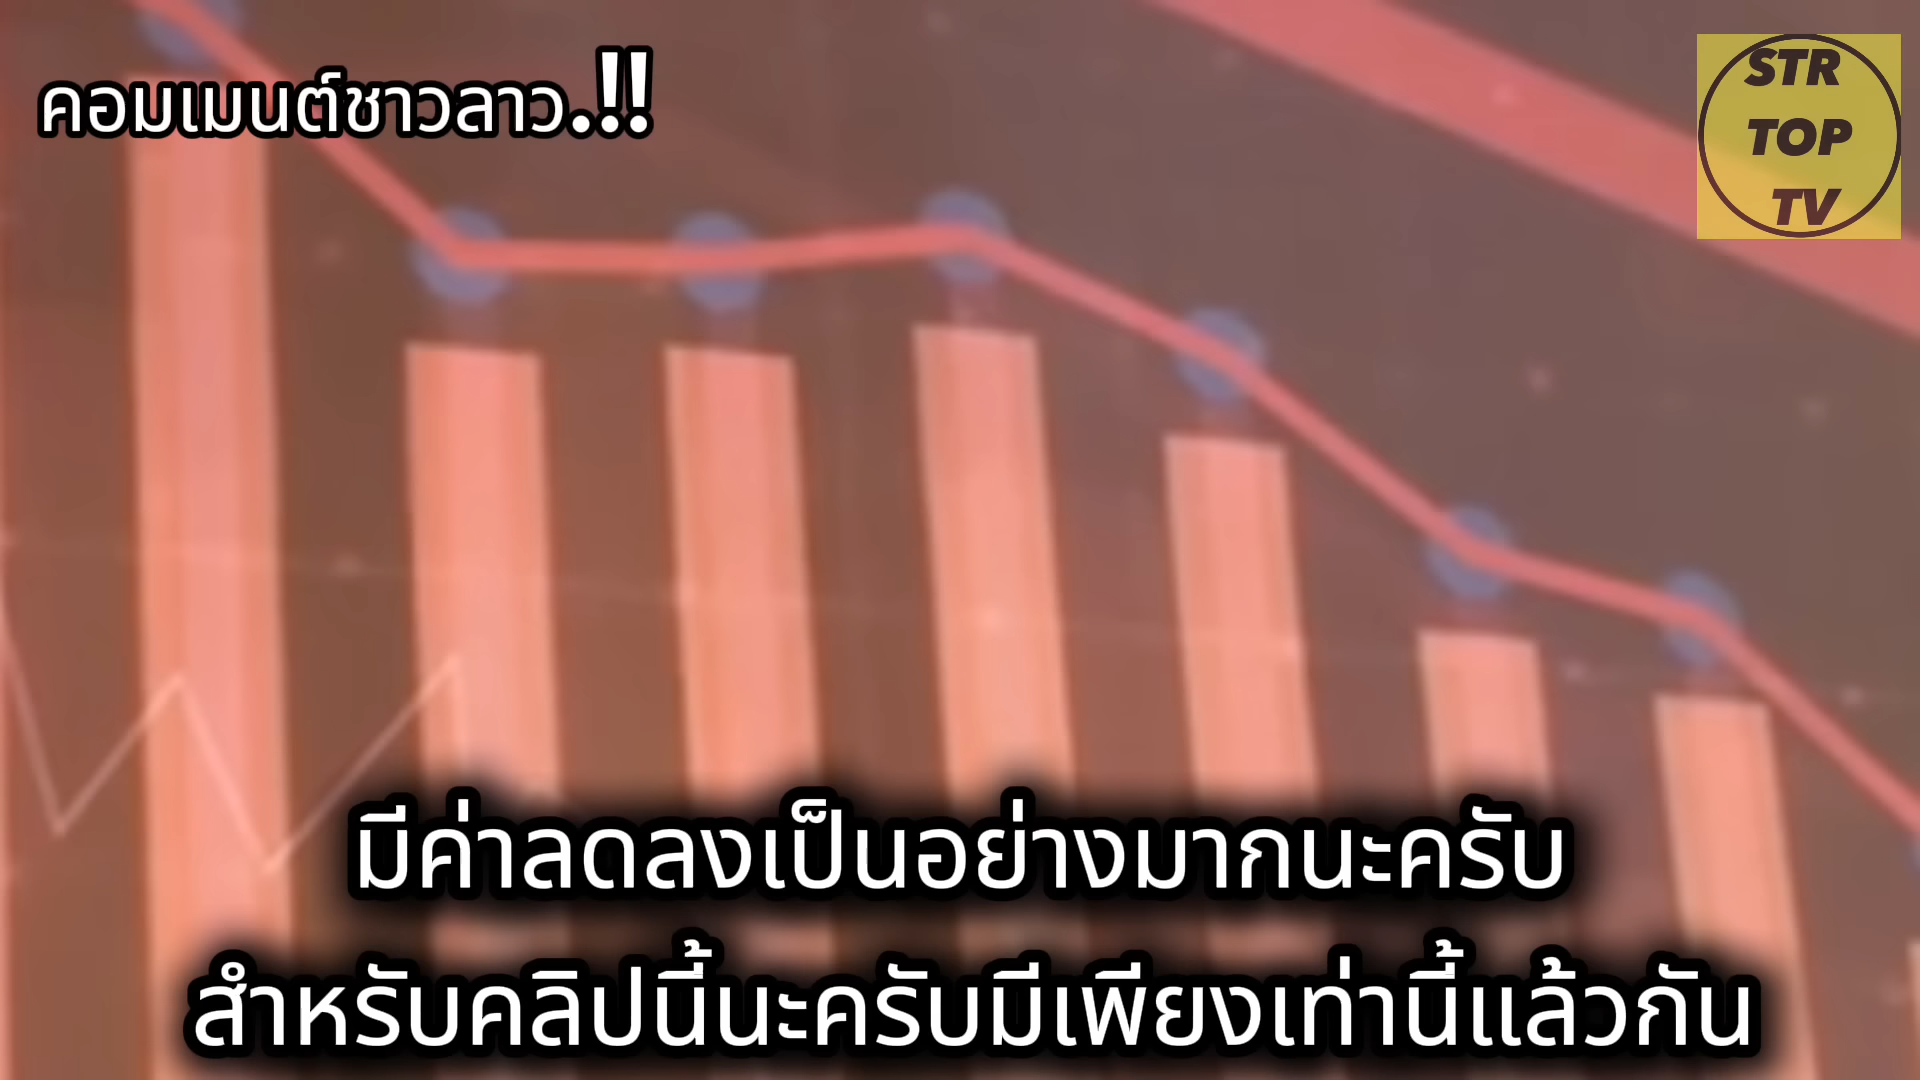 คอมเมนต์ชาวลาว.!!
STR
TOP
TV
มีค่าลดลงเป็นอย่างมากนะครับ
สำหรับคลิปนี้นะครับมีเพียงเท่านี้แล้วกัน